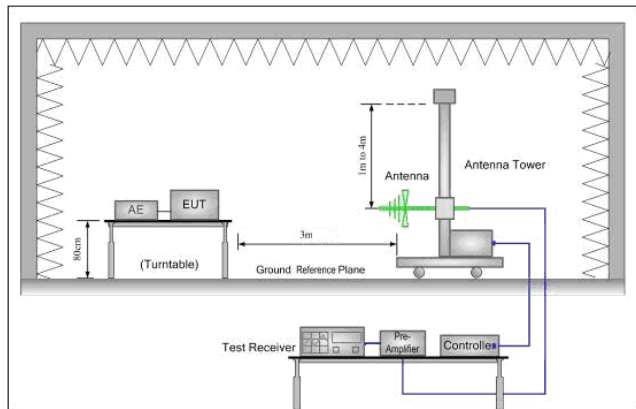 1m to 4m
Antenna
Antenna Tower
AE
EUT
80cm
(Turntable)
3m
Ground Reference Plane
Test Receiver
Pre-
Amplifier
Controller